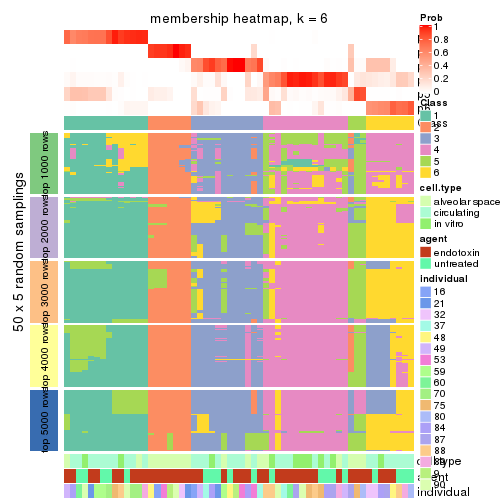 membership heatmap, k = 6
50 x 5 random samplings
top 1000 rows
top 2000 rows
top 3000 rows
top 4000 rows
top 5000 rows
cell.type
agent
individual
Prob
1
0.8
0.6
0.4
0.2
0
Class
1
2
3
4
5
6
cell.type
alveolar space
circulating
in vitro
agent
endotoxin
untreated
individual
16
21
32
37
48
49
53
59
60
70
75
80
84
87
88
90